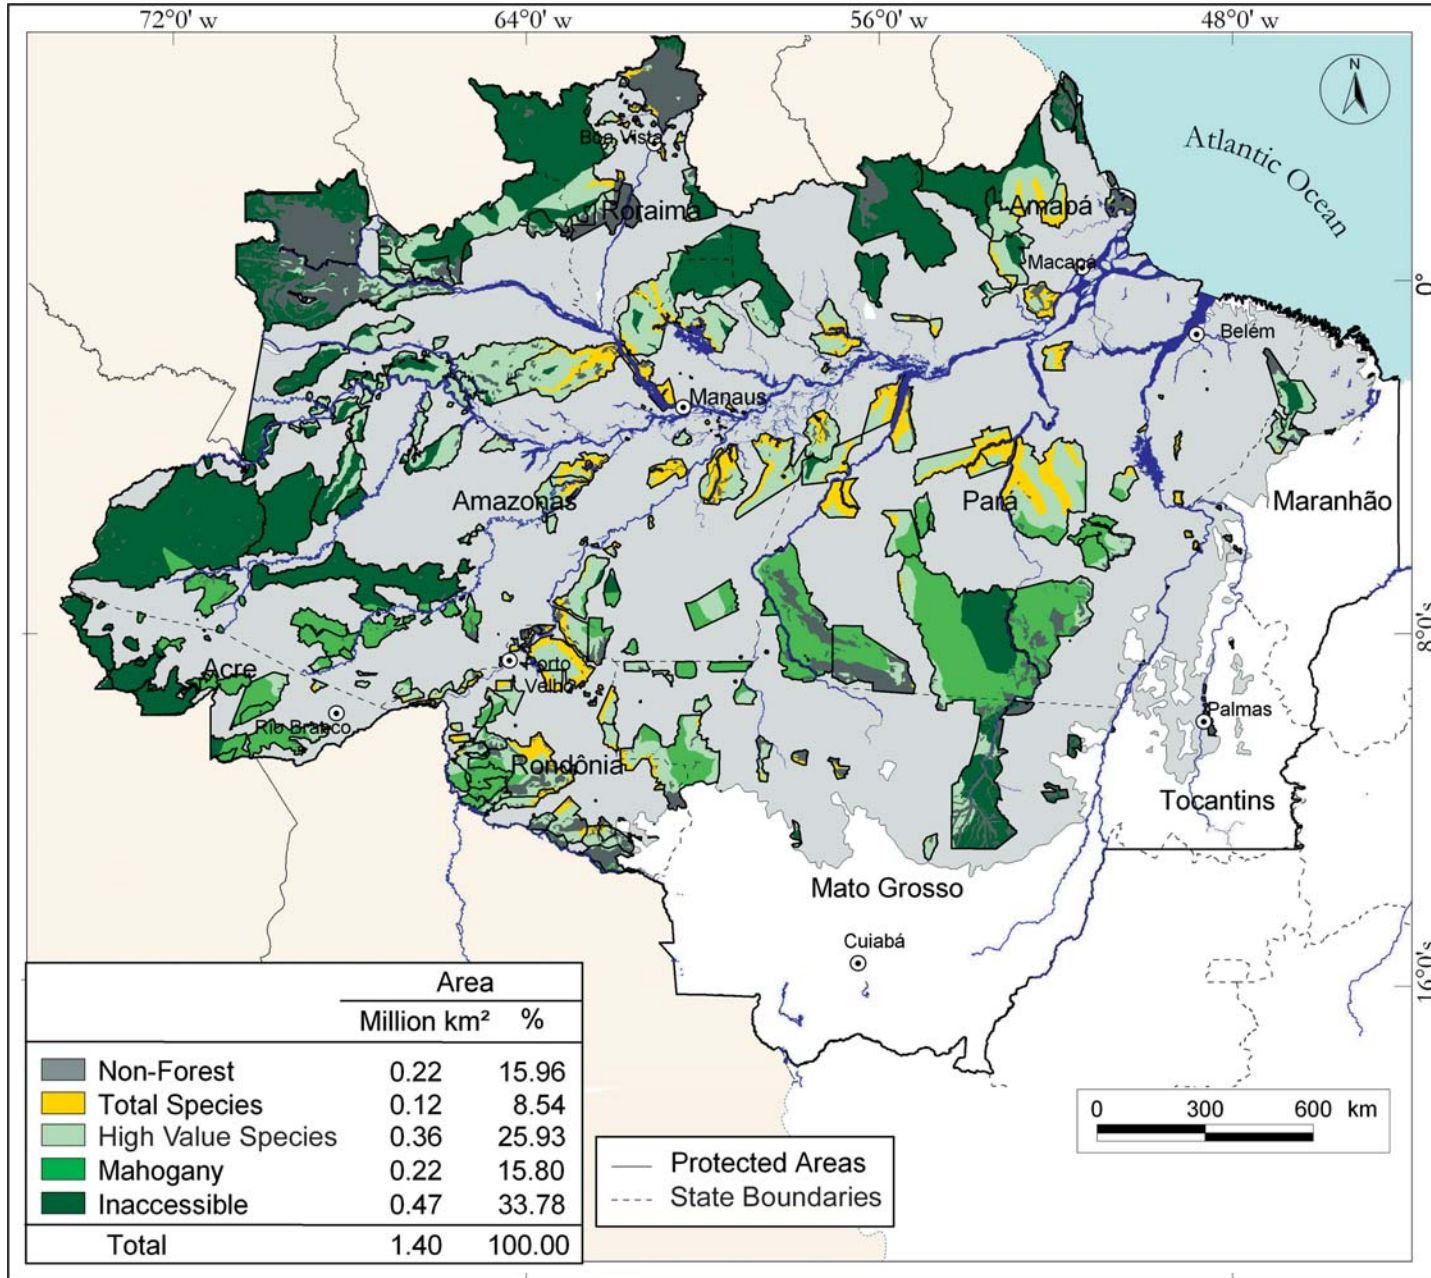 72°0' w 64°0' w 56°0' w 48°0' w
N
Atlantic Ocean
Boa Vista
Roraima
Amapá
Macapá
0°
Belém
Manaus
Amazonas
Pará
Maranhão
8°0's
Acre
Porto
Velho
Rio Branco
Palmas
Rondônia
Tocantins
Mato Grosso
Cuiabá
16°0's
Area
Million km² %
Non-Forest 0.22 15.96
Total Species 0.12 8.54
High Value Species 0.36 25.93
Mahogany 0.22 15.80
Inaccessible 0.47 33.78
Total 1.40 100.00
Protected Areas
State Boundaries
0 300 600 km